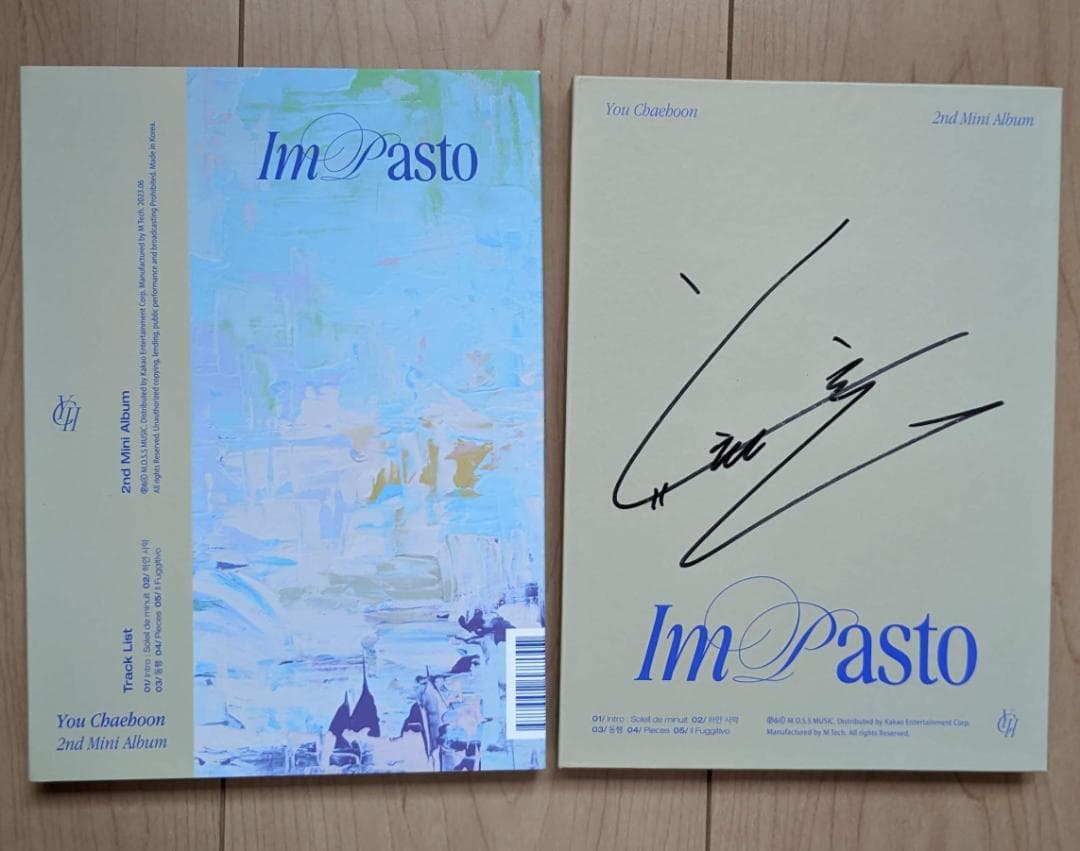 ImPasto
YCH
2nd Mini Album
℗&© M.O.S.S MUSIC. Distributed by Kakao Entertainment Corp. Manufactured by M Tech. 2023.06
All rights Reserved. Unauthorized copying, lending, public performance and broadcasting Prohibited. Made in Korea.
Track List
01/ Intro : Soleil de minuit 02/ 하얀 사막
03/ 동행 04/ Pieces 05/ Il Fuggitivo
You Chaehoon
2nd Mini Album
You Chaehoon
2nd Mini Album
ImPasto
01/ Intro : Soleil de minuit 02/ 하얀 사막
03/ 동행 04/ Pieces 05/ Il Fuggitivo
℗&© M.O.S.S MUSIC. Distributed by Kakao Entertainment Corp.
Manufactured by M Tech. All rights Reserved.
YCH